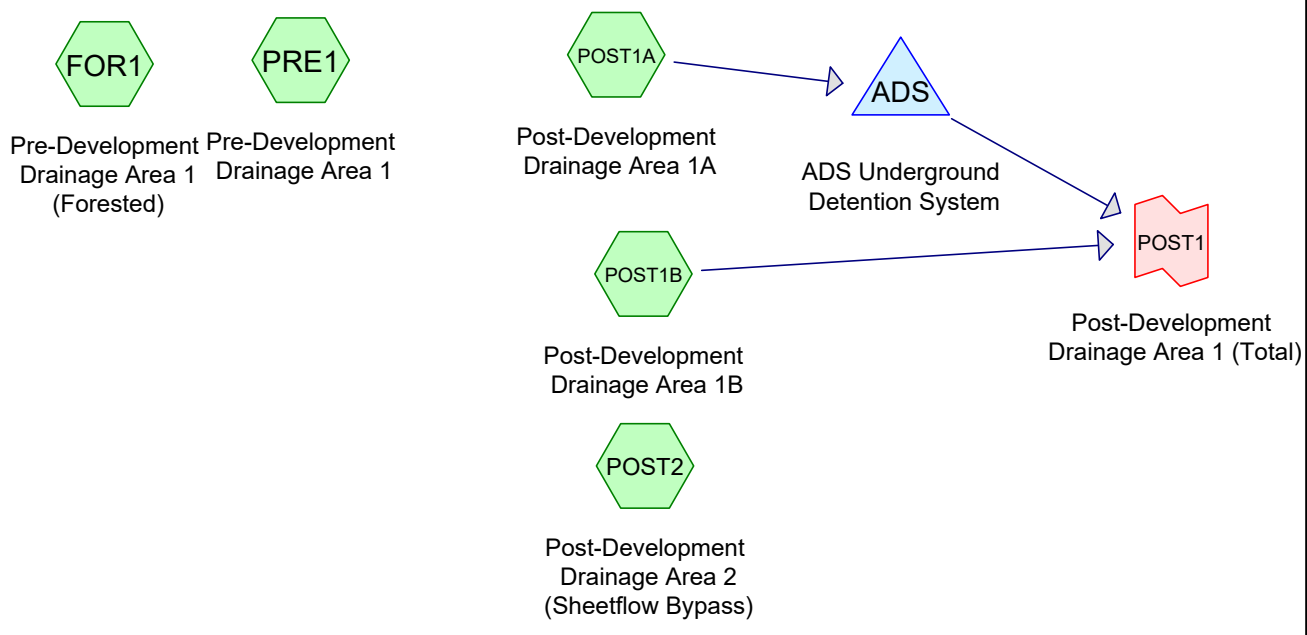 FOR1
Pre-Development
Drainage Area 1
(Forested)
PRE1
Pre-Development
Drainage Area 1
POST1A
Post-Development
Drainage Area 1A
ADS
ADS Underground
Detention System
POST1B
Post-Development
Drainage Area 1B
POST1
Post-Development
Drainage Area 1 (Total)
POST2
Post-Development
Drainage Area 2
(Sheetflow Bypass)